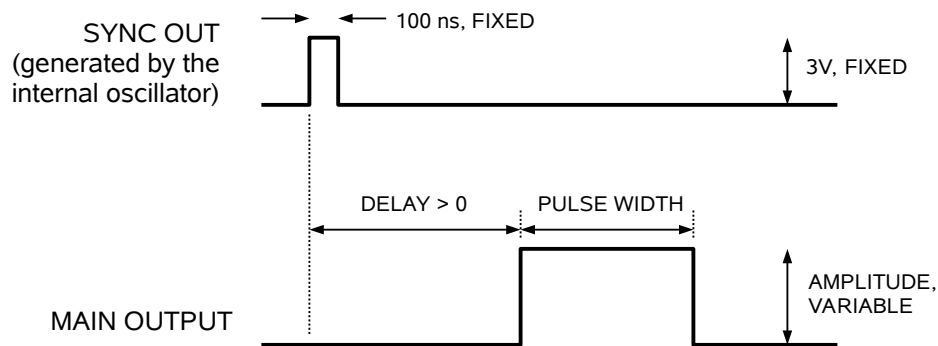 100 ns, FIXED
SYNC OUT
(generated by the
internal oscillator)
3V, FIXED
DELAY > 0
PULSE WIDTH
AMPLITUDE,
VARIABLE
MAIN OUTPUT